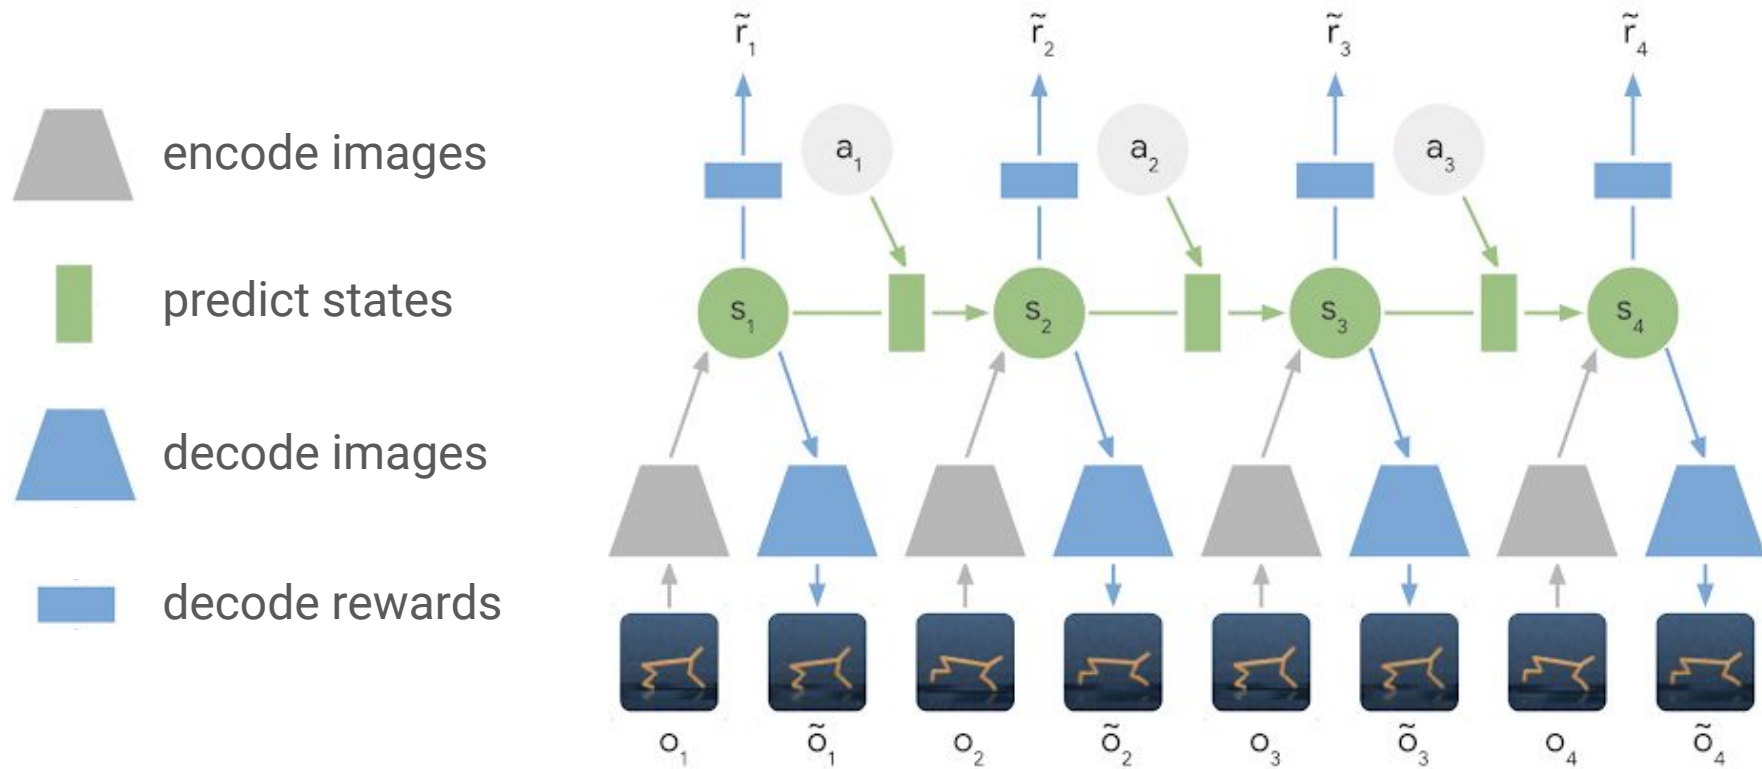 r̃₁ r̃₂ r̃₃ r̃₄
a₁ a₂ a₃
encode images
predict states
s₁ s₂ s₃ s₄
decode images
decode rewards
o₁ õ₁ o₂ õ₂ o₃ õ₃ o₄ õ₄